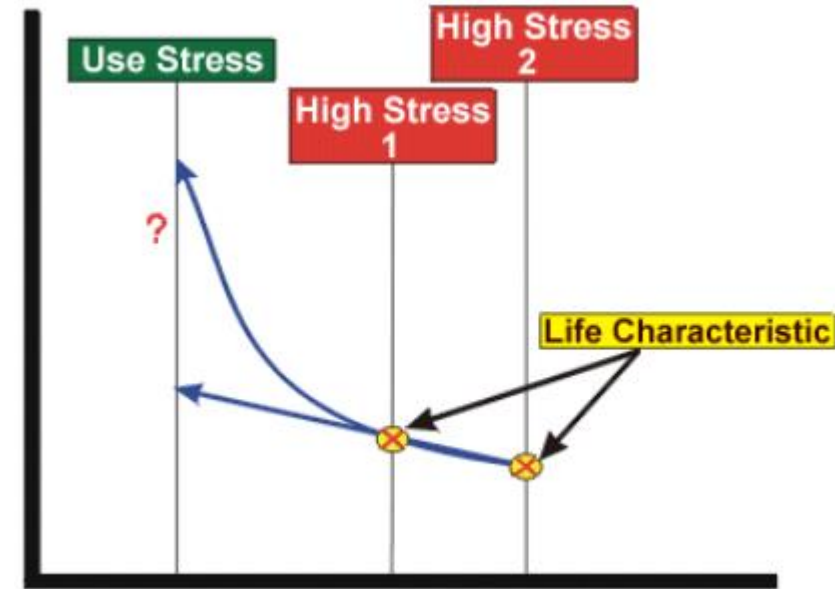 Use Stress
High Stress
1
High Stress
2
?
Life Characteristic